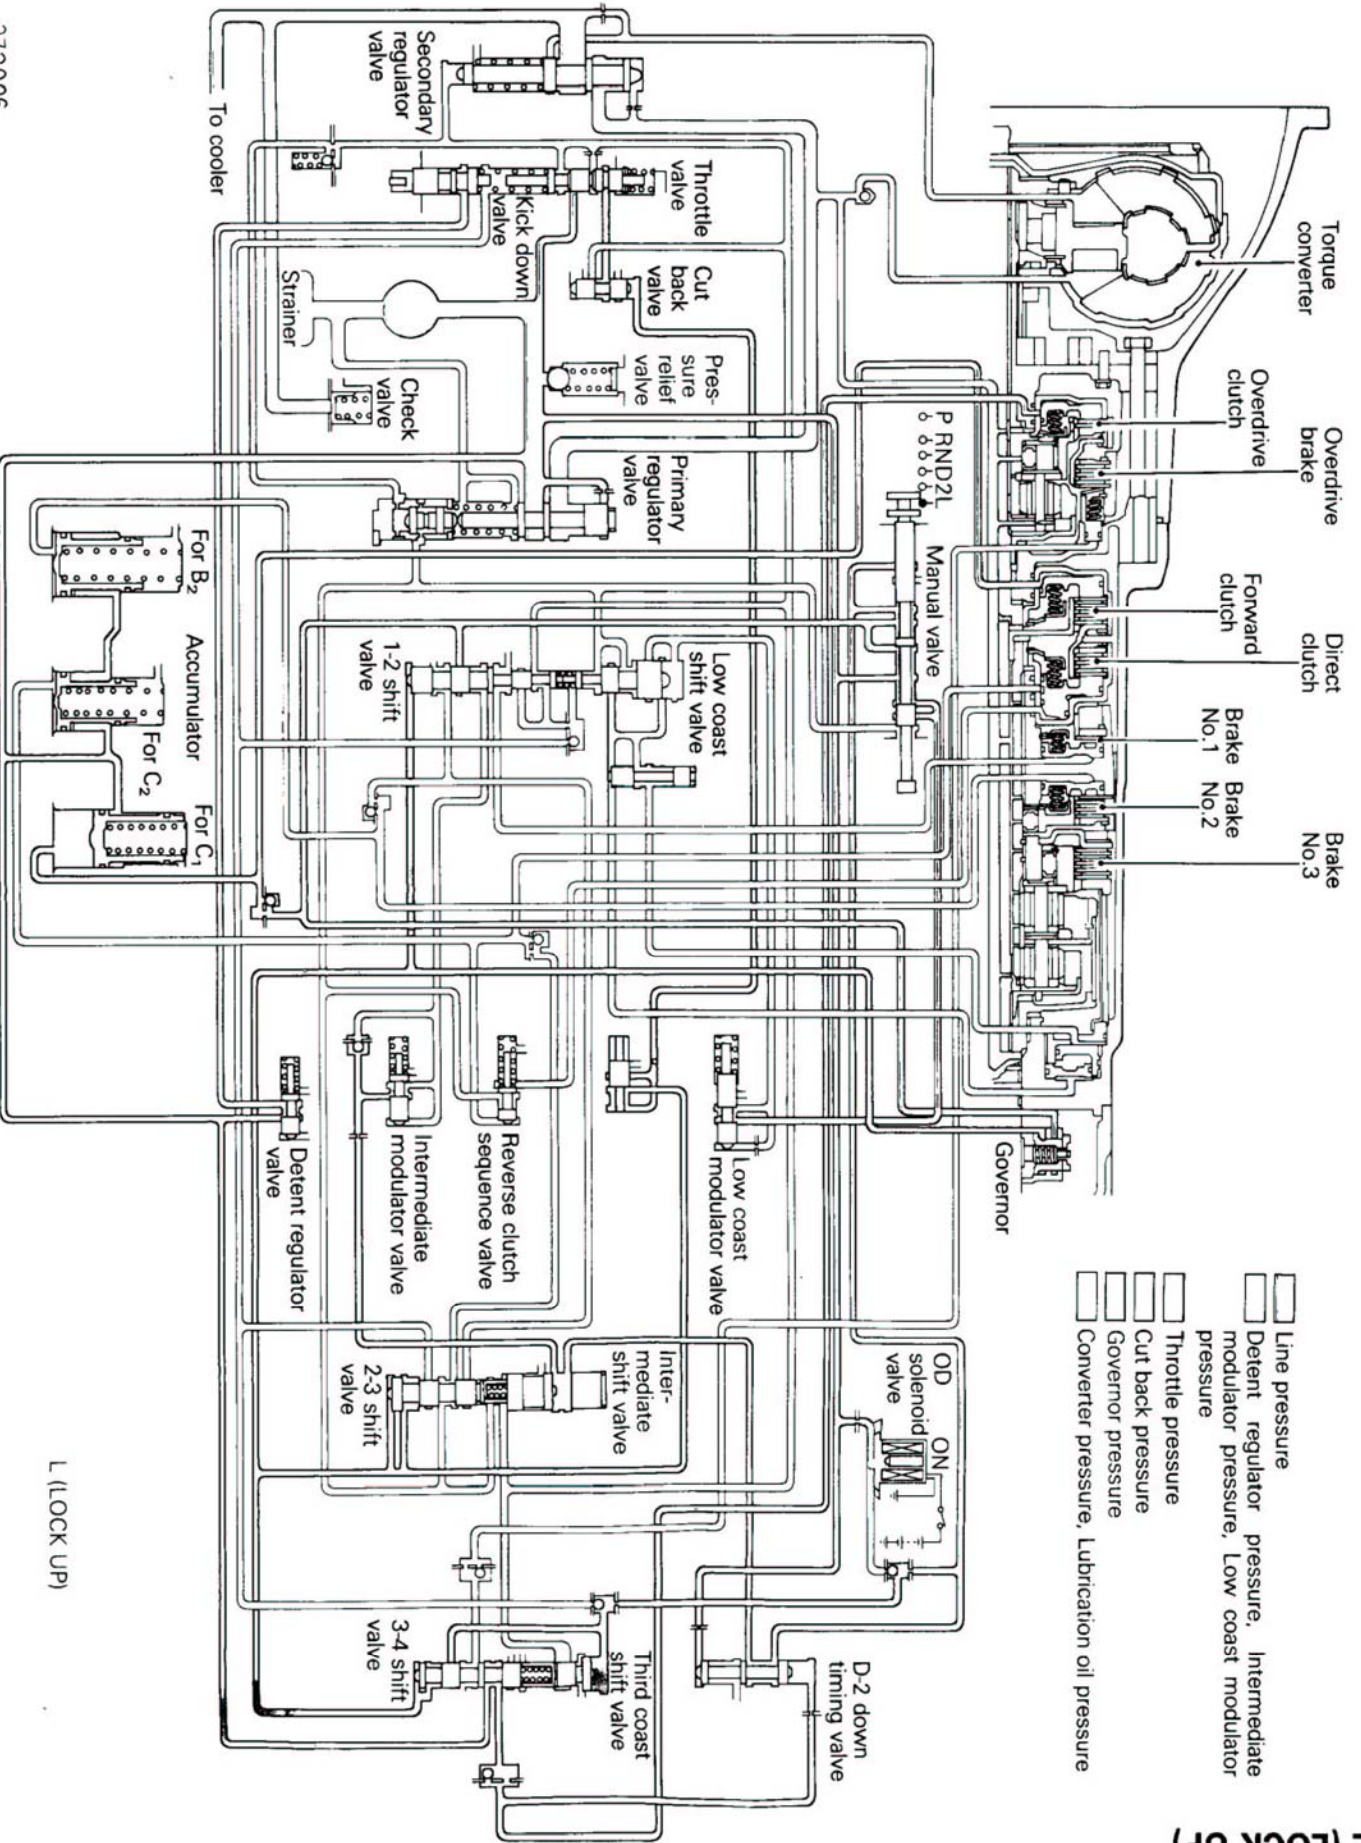 Torque
converter
Overdrive
clutch
Overdrive
brake
Forward
clutch
Direct
clutch
Brake
No.1
Brake
No.2
Brake
No.3
Governor
Line pressure
Detent regulator pressure, Intermediate
modulator pressure, Low coast modulator
pressure
Throttle pressure
Cut back pressure
Governor pressure
Converter pressure, Lubrication oil pressure
P R N D 2 L
Manual valve
OD
solenoid
valve
ON
D-2 down
timing valve
Secondary
regulator
valve
To cooler
Throttle
valve
Kick down
valve
Cut
back
valve
Pres-
sure
relief
valve
Strainer
Check
valve
Primary
regulator
valve
Low coast
shift valve
1-2 shift
valve
Low coast
modulator valve
Reverse clutch
sequence valve
Intermediate
modulator valve
Detent regulator
valve
Inter-
mediate
shift valve
2-3 shift
valve
Third coast
shift valve
3-4 shift
valve
For B2
Accumulator
For C2
For C1
L (LOCK UP)